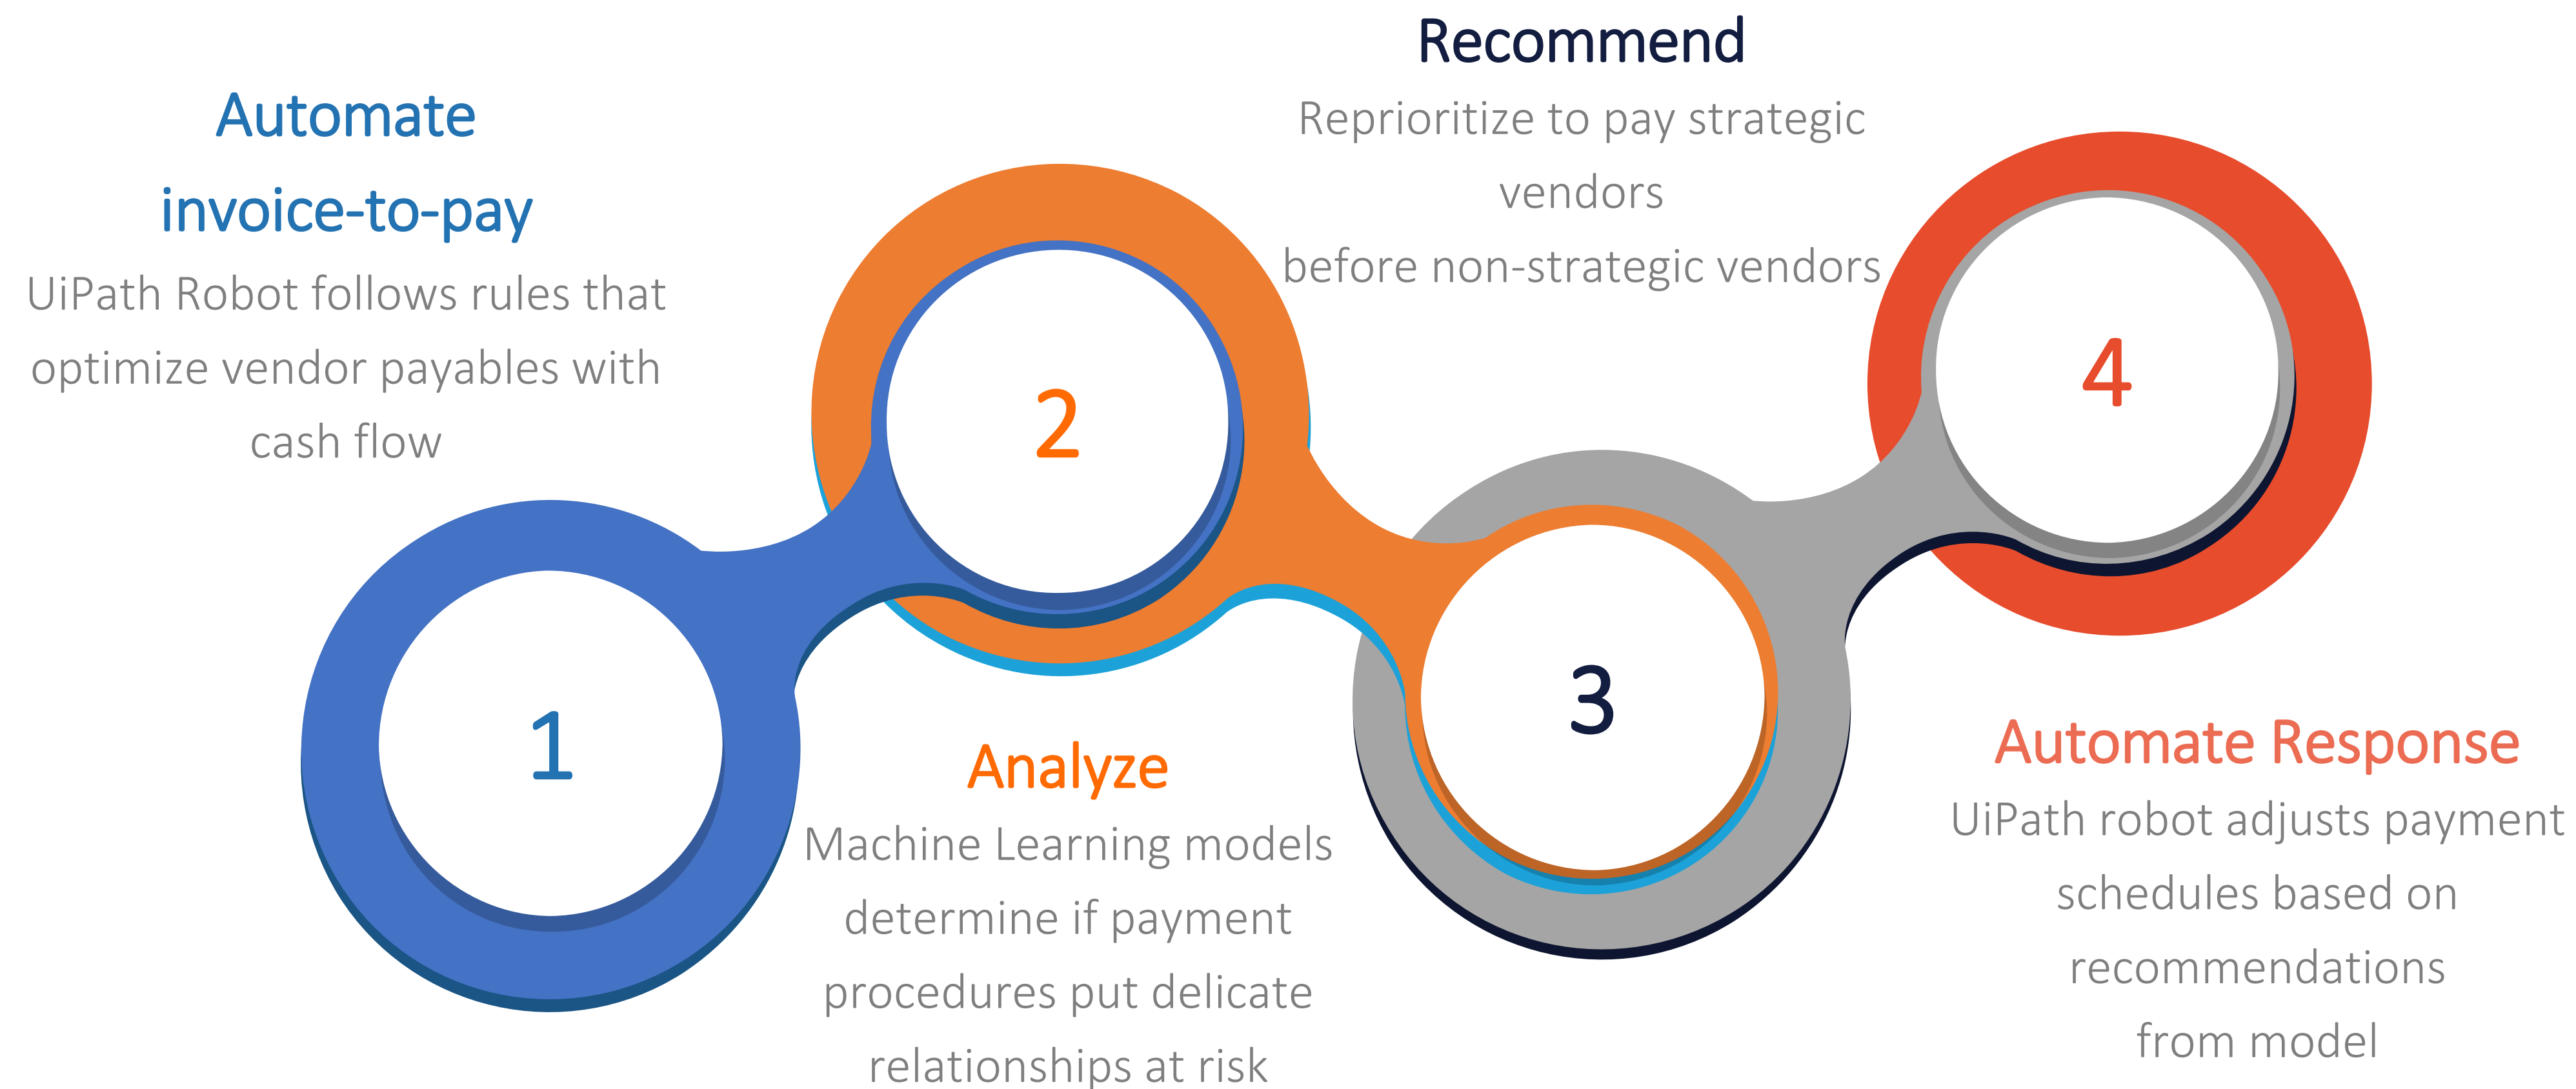 Automate
invoice-to-pay
UiPath Robot follows rules that
optimize vendor payables with
cash flow
1
2
Analyze
Machine Learning models
determine if payment
procedures put delicate
relationships at risk
Recommend
Reprioritize to pay strategic
vendors
before non-strategic vendors
3
4
Automate Response
UiPath robot adjusts payment
schedules based on
recommendations
from model